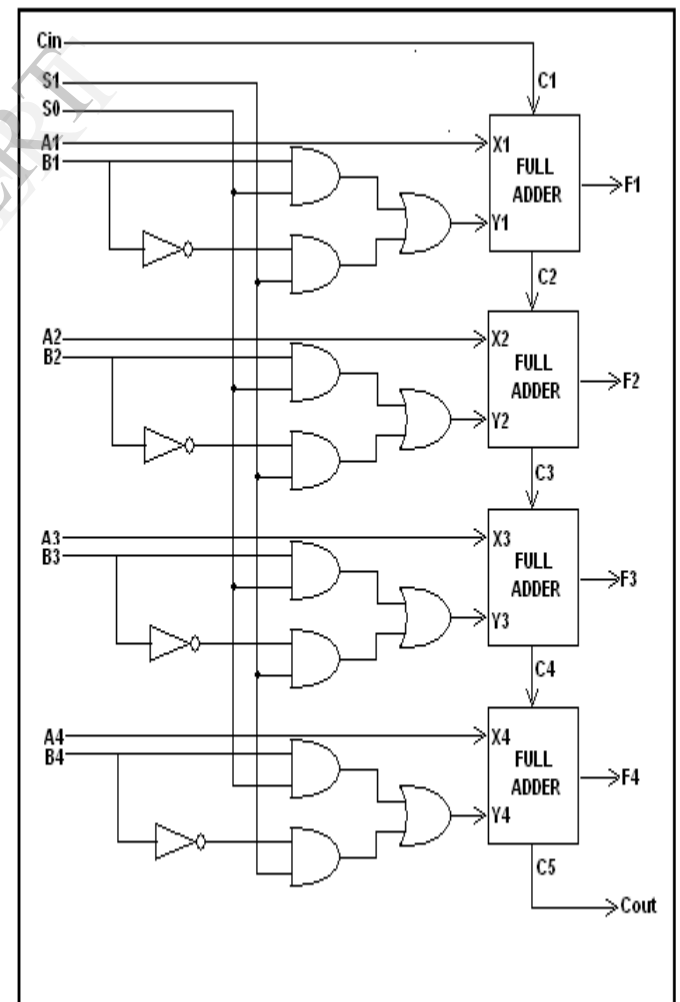 Cin
S1
S0
A1
B1
C1
X1
FULL
ADDER
F1
Y1
C2
A2
B2
X2
FULL
ADDER
F2
Y2
C3
A3
B3
X3
FULL
ADDER
F3
Y3
C4
A4
B4
X4
FULL
ADDER
F4
Y4
C5
Cout